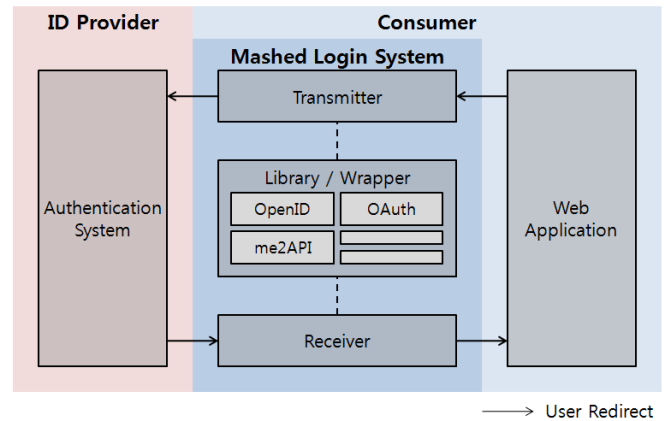 ID Provider
Consumer
Mashed Login System
Transmitter
Library / Wrapper
OpenID
OAuth
me2API
Authentication
System
Web
Application
Receiver
User Redirect